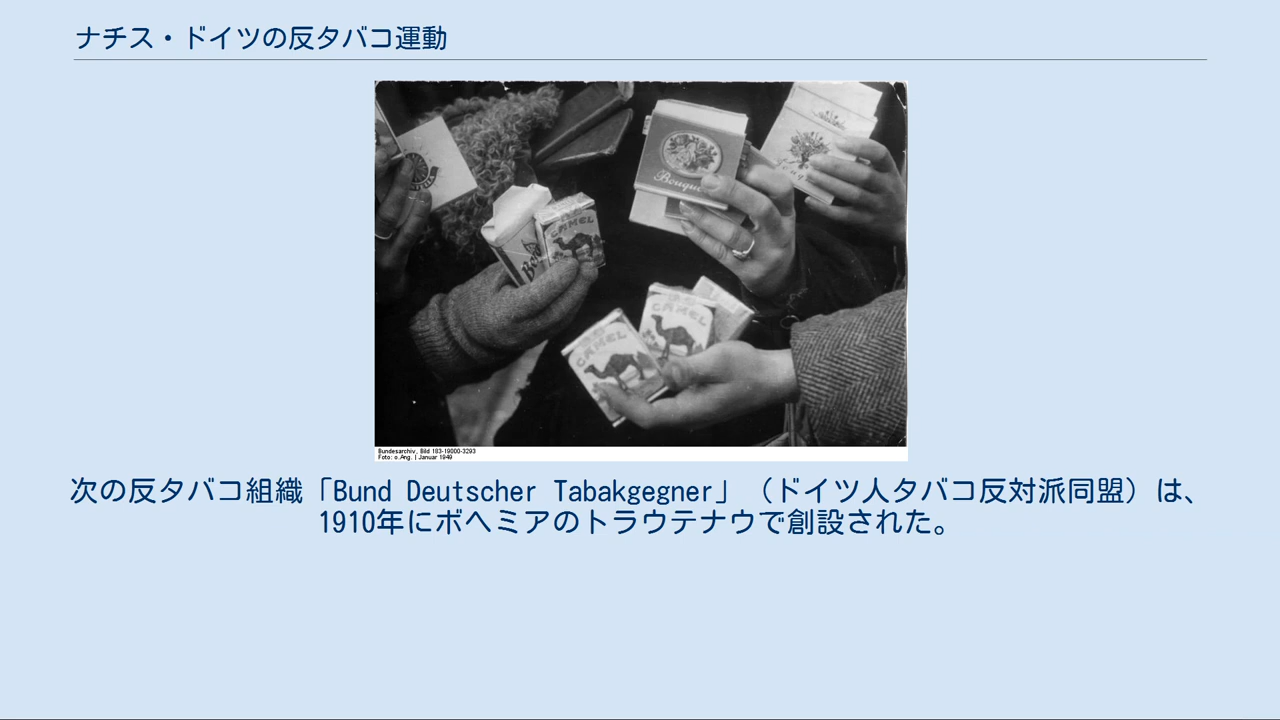 ナチス・ドイツの反タバコ運動
Bouque
CAMEL
CAMEL
CAMEL
Bundesarchiv, Bild 183-19000-3293
Foto: o.Ang. | Januar 1949
次の反タバコ組織「Bund Deutscher Tabakgegner」（ドイツ人タバコ反対派同盟）は、
1910年にボヘミアのトラウテナウで創設された。